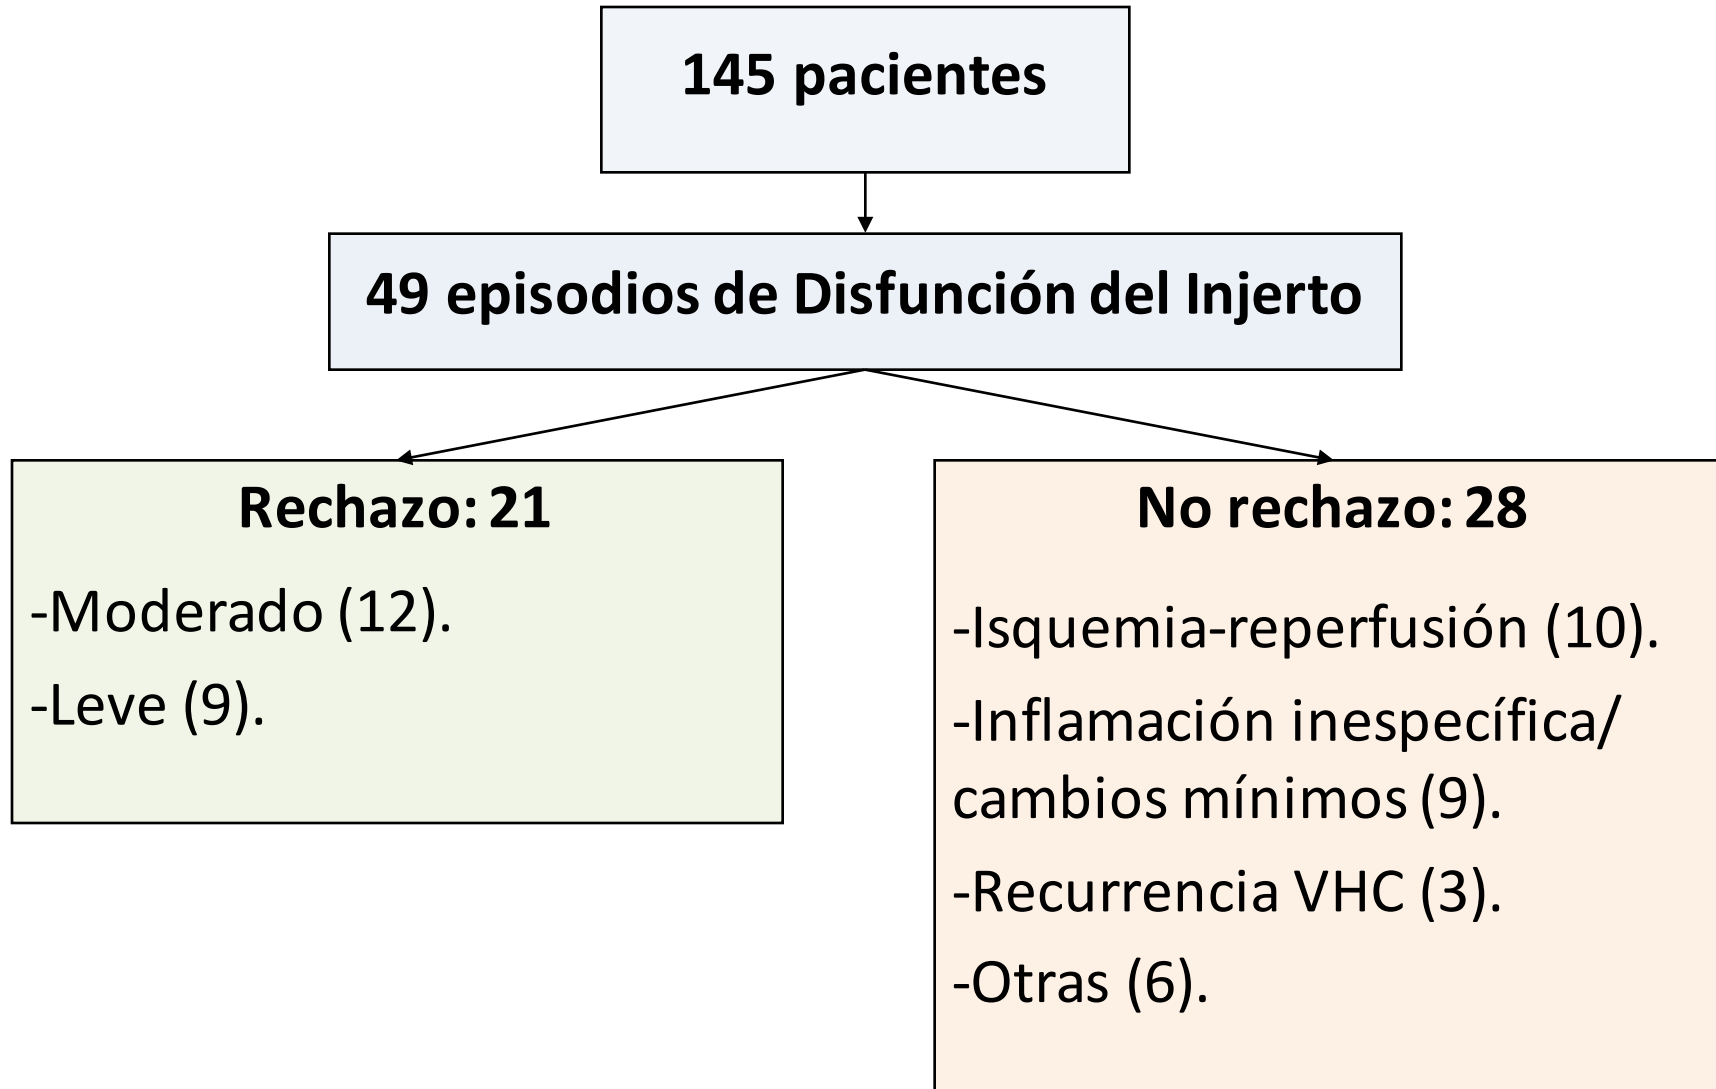 145 pacientes
49 episodios de Disfunción del Injerto
Rechazo: 21
-Moderado (12).
-Leve (9).
No rechazo: 28
-Isquemia-reperfusión (10).
-Inflamación inespecífica/
cambios mínimos (9).
-Recurrencia VHC (3).
-Otras (6).